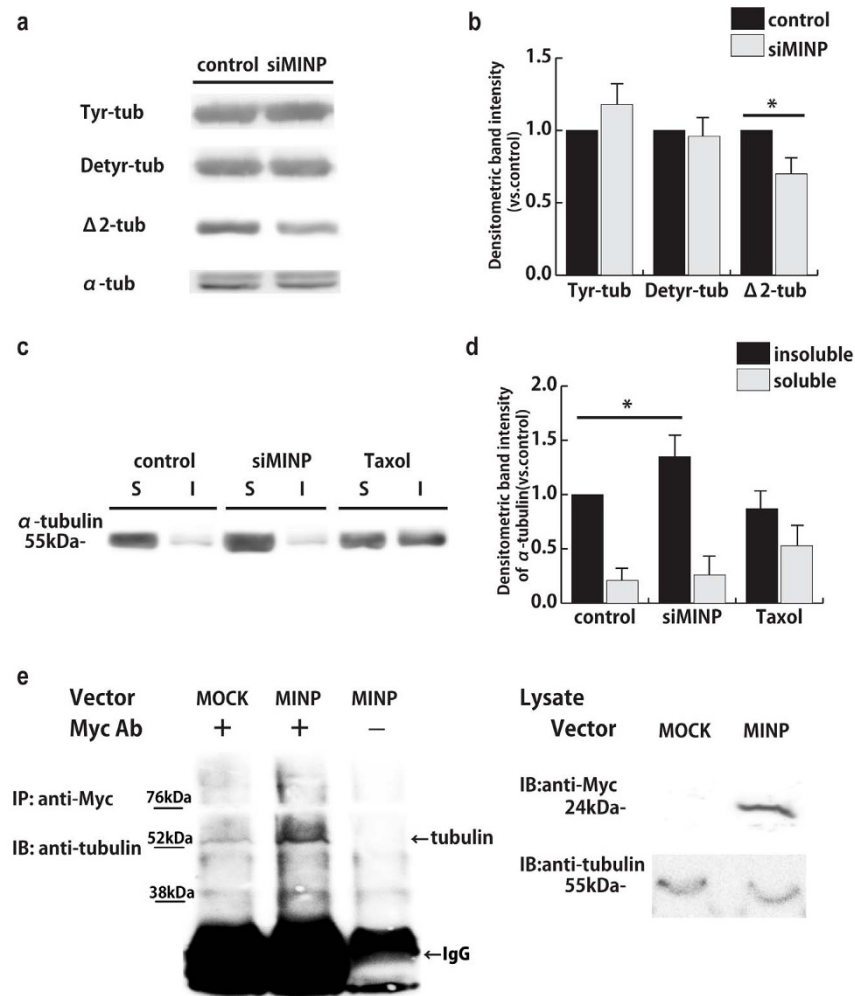 a
control siMINP
Tyr-tub
Detyr-tub
Δ2-tub
α-tub
b
control
siMINP
Densitometric band intensity
(vs.control)
1.5
1.0
0.5
0.0
*
Tyr-tub Detyr-tub Δ2-tub
c
control siMINP Taxol
S I S I S I
α-tubulin
55kDa-
d
insoluble
soluble
Densitometric band intensity
of α-tubulin(vs.control)
2.0
1.5
1.0
0.5
0.0
*
control siMINP Taxol
e
Vector MOCK MINP MINP
Myc Ab + + −
IP: anti-Myc
IB: anti-tubulin
76kDa
52kDa
38kDa
←tubulin
←IgG
Lysate
Vector MOCK MINP
IB:anti-Myc
24kDa-
IB:anti-tubulin
55kDa-